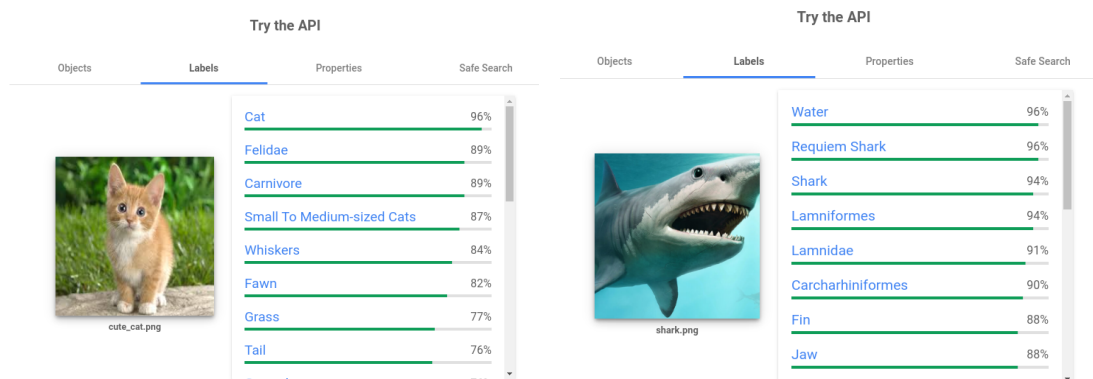 Try the API
Objects Labels Properties Safe Search
Cat 96%
Felidae 89%
Carnivore 89%
Small To Medium-sized Cats 87%
Whiskers 84%
Fawn 82%
Grass 77%
Tail 76%
cute_cat.png
Try the API
Objects Labels Properties Safe Search
Water 96%
Requiem Shark 96%
Shark 94%
Lamniformes 94%
Lamnidae 91%
Carcharhiniformes 90%
Fin 88%
Jaw 88%
shark.png